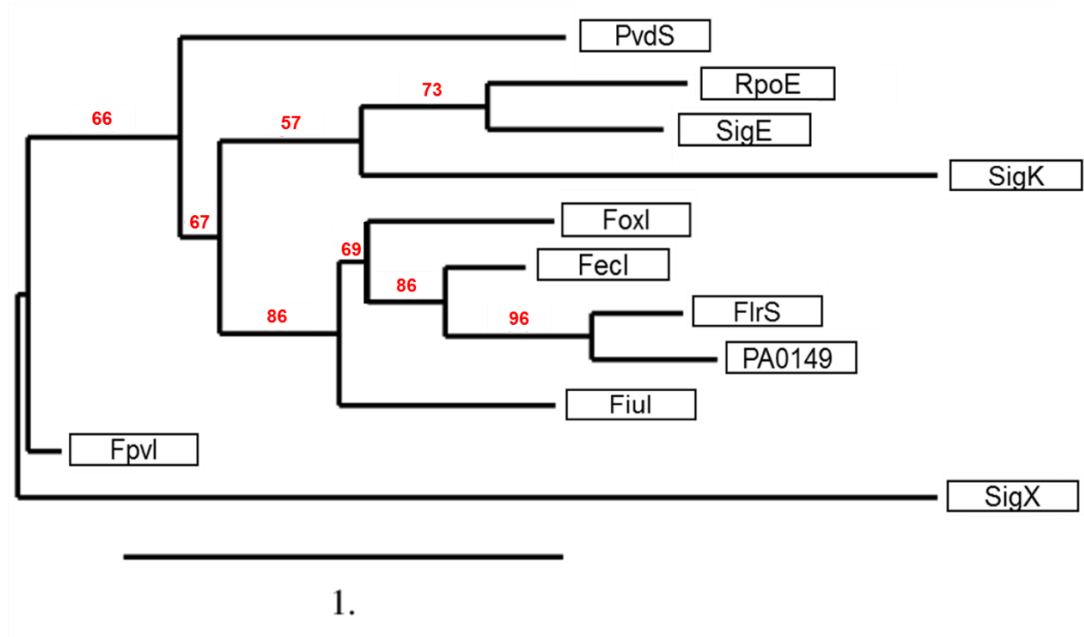 PvdS
73
RpoE
66
57
SigE
SigK
67
FoxI
69
FecI
86
86
96
FlrS
PA0149
FiuI
FpvI
SigX
1.